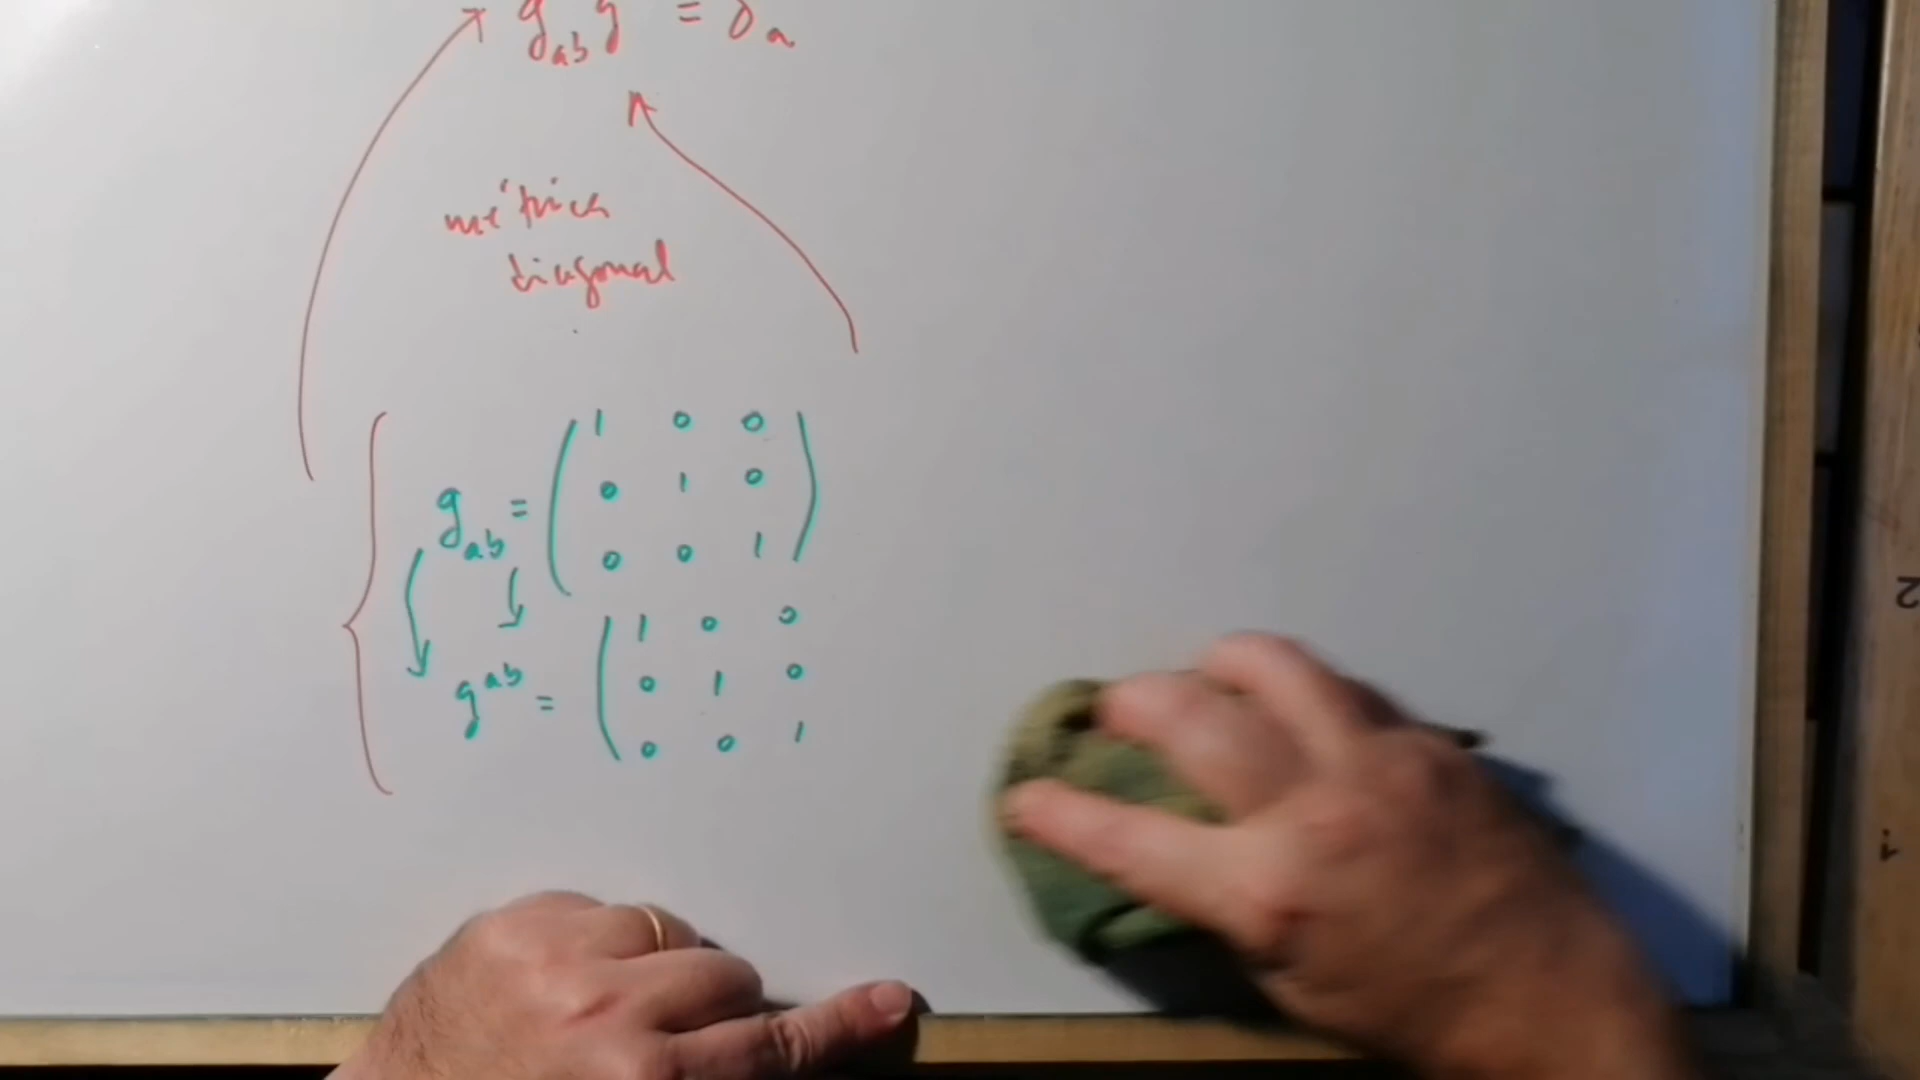 g_ab g = δ_a
métrica
diagonal
g_ab = ( 1 0 0
0 1 0
0 0 1 )
g^ab = ( 1 0 0
0 1 0
0 0 1
2